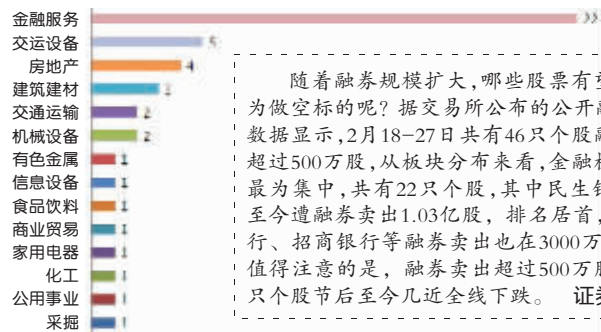 金融服务 22
交运设备 5
房地产 4
建筑建材 3
交通运输 2
机械设备 2
有色金属 1
信息设备 1
食品饮料 1
商业贸易 1
家用电器 1
化工 1
公用事业 1
采掘 1
随着融券规模扩大,哪些股票有望
为做空标的呢?据交易所公布的公开融
数据显示,2月18-27日共有46只个股融
超过500万股,从板块分布来看,金融板
最为集中,共有22只个股,其中民生银
至今遭融券卖出1.03亿股，排名居首,
行、招商银行等融券卖出也在3000万
值得注意的是，融券卖出超过500万股
只个股节后至今几近全线下跌。 证券